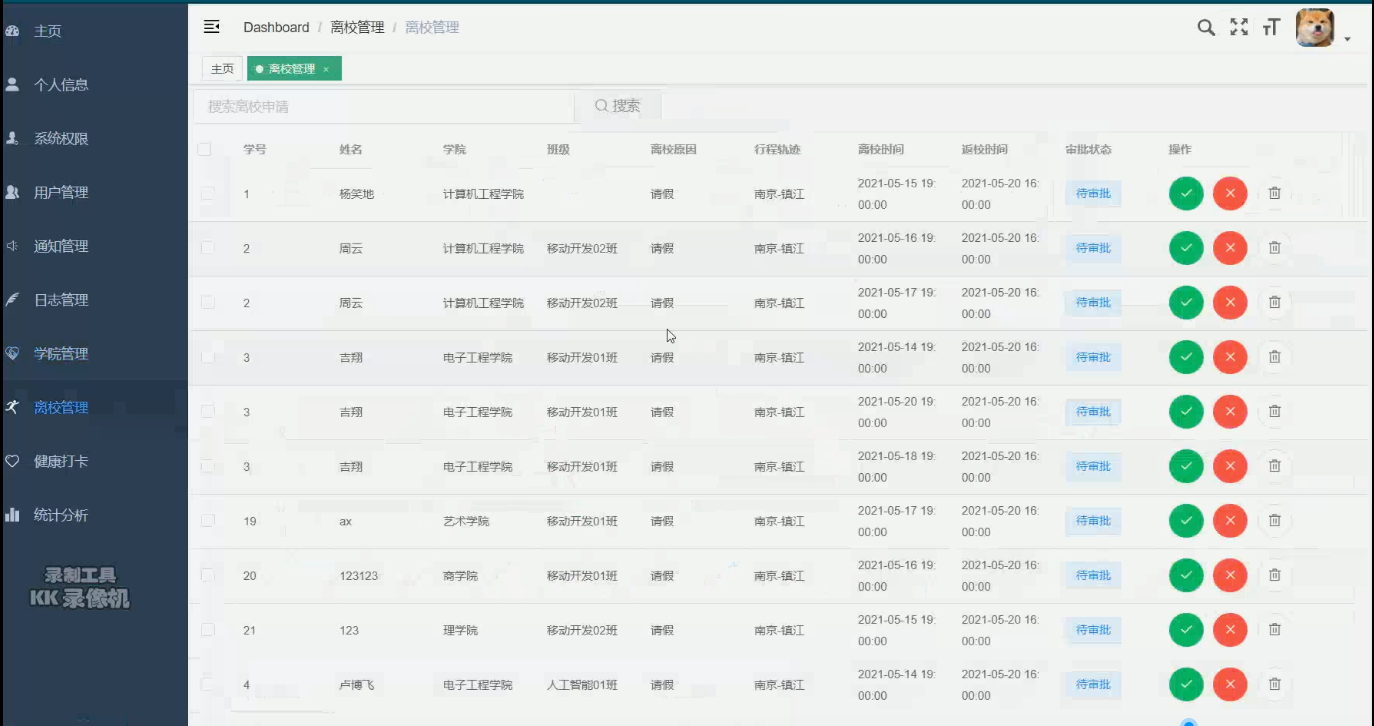 主页
个人信息
系统权限
用户管理
通知管理
日志管理
学院管理
离校管理
健康打卡
统计分析
录制工具
KK 录像机
Dashboard / 离校管理 / 离校管理
主页 离校管理 ×
搜索离校申请 搜索
学号 姓名 学院 班级 离校原因 行程轨迹 离校时间 返校时间 审批状态 操作
1 杨笑地 计算机工程学院 请假 南京-镇江 2021-05-15 19:00:00 2021-05-20 16:00:00 待审批
2 周云 计算机工程学院 移动开发02班 请假 南京-镇江 2021-05-16 19:00:00 2021-05-20 16:00:00 待审批
2 周云 计算机工程学院 移动开发02班 请假 南京-镇江 2021-05-17 19:00:00 2021-05-20 16:00:00 待审批
3 吉翔 电子工程学院 移动开发01班 请假 南京-镇江 2021-05-14 19:00:00 2021-05-20 16:00:00 待审批
3 吉翔 电子工程学院 移动开发01班 请假 南京-镇江 2021-05-20 19:00:00 2021-05-20 16:00:00 待审批
3 吉翔 电子工程学院 移动开发01班 请假 南京-镇江 2021-05-18 19:00:00 2021-05-20 16:00:00 待审批
19 ax 艺术学院 移动开发01班 请假 南京-镇江 2021-05-17 19:00:00 2021-05-20 16:00:00 待审批
20 123123 商学院 移动开发01班 请假 南京-镇江 2021-05-16 19:00:00 2021-05-20 16:00:00 待审批
21 123 理学院 移动开发02班 请假 南京-镇江 2021-05-15 19:00:00 2021-05-20 16:00:00 待审批
4 卢博飞 电子工程学院 人工智能01班 请假 南京-镇江 2021-05-14 19:00:00 2021-05-20 16:00:00 待审批